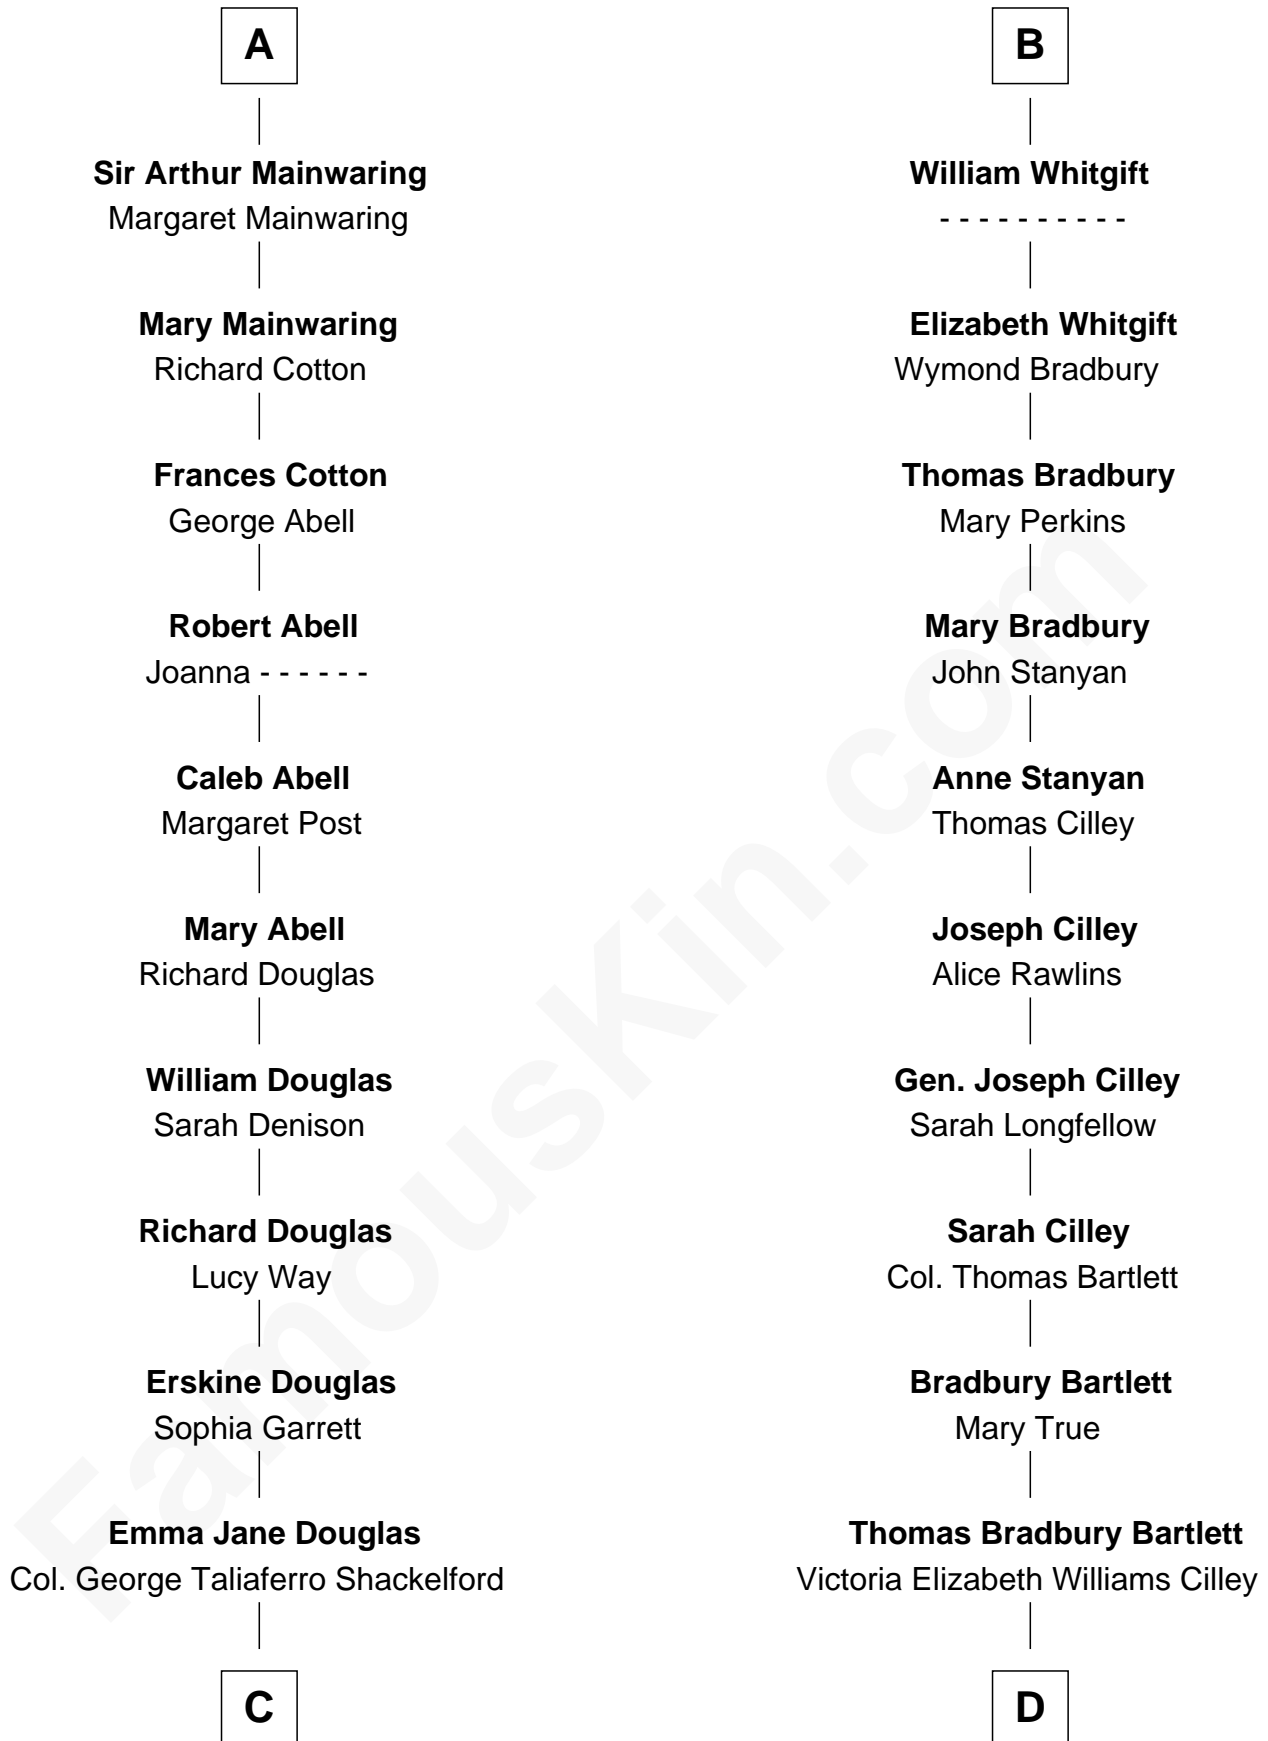 A
Sir Arthur Mainwaring
Margaret Mainwaring
Mary Mainwaring
Richard Cotton
Frances Cotton
George Abell
Robert Abell
Joanna - - - - - -
Caleb Abell
Margaret Post
Mary Abell
Richard Douglas
William Douglas
Sarah Denison
Richard Douglas
Lucy Way
Erskine Douglas
Sophia Garrett
Emma Jane Douglas
Col. George Taliaferro Shackelford
C
B
William Whitgift
- - - - - - - - - -
Elizabeth Whitgift
Wymond Bradbury
Thomas Bradbury
Mary Perkins
Mary Bradbury
John Stanyan
Anne Stanyan
Thomas Cilley
Joseph Cilley
Alice Rawlins
Gen. Joseph Cilley
Sarah Longfellow
Sarah Cilley
Col. Thomas Bartlett
Bradbury Bartlett
Mary True
Thomas Bradbury Bartlett
Victoria Elizabeth Williams Cilley
D
FamousKin.com